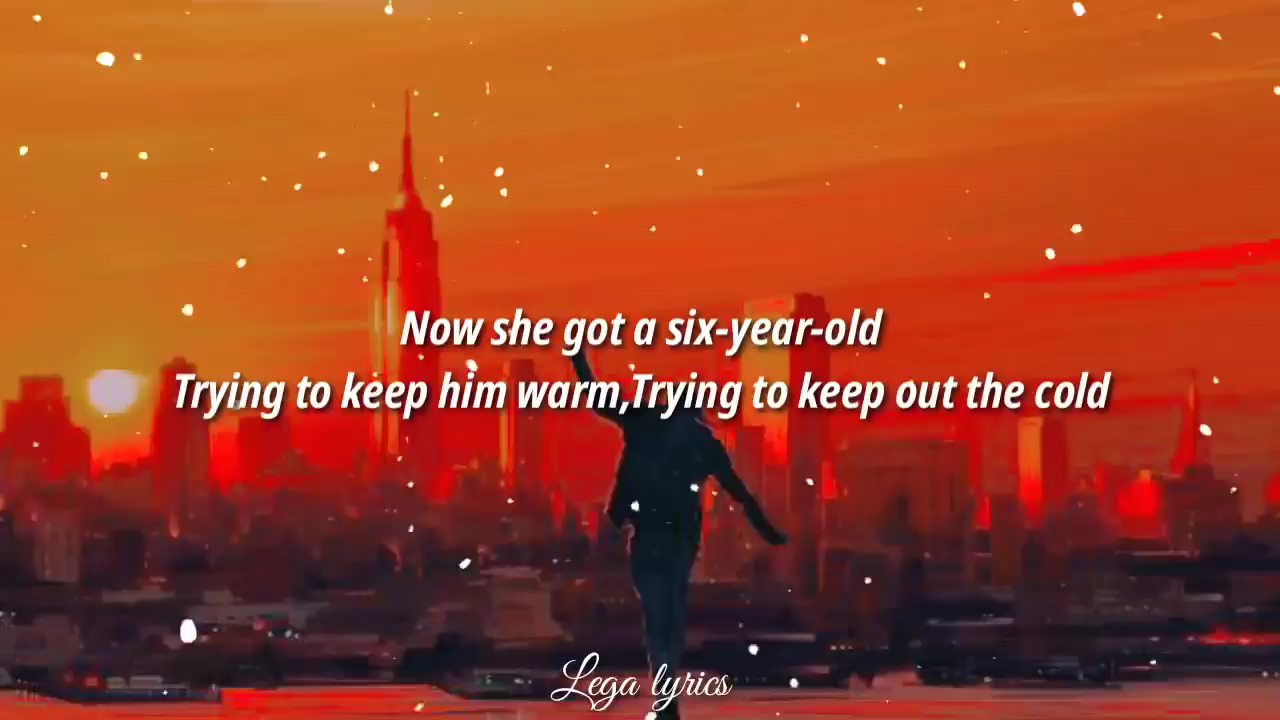 Now she got a six-year-old
Trying to keep him warm,Trying to keep out the cold
Lega lyrics